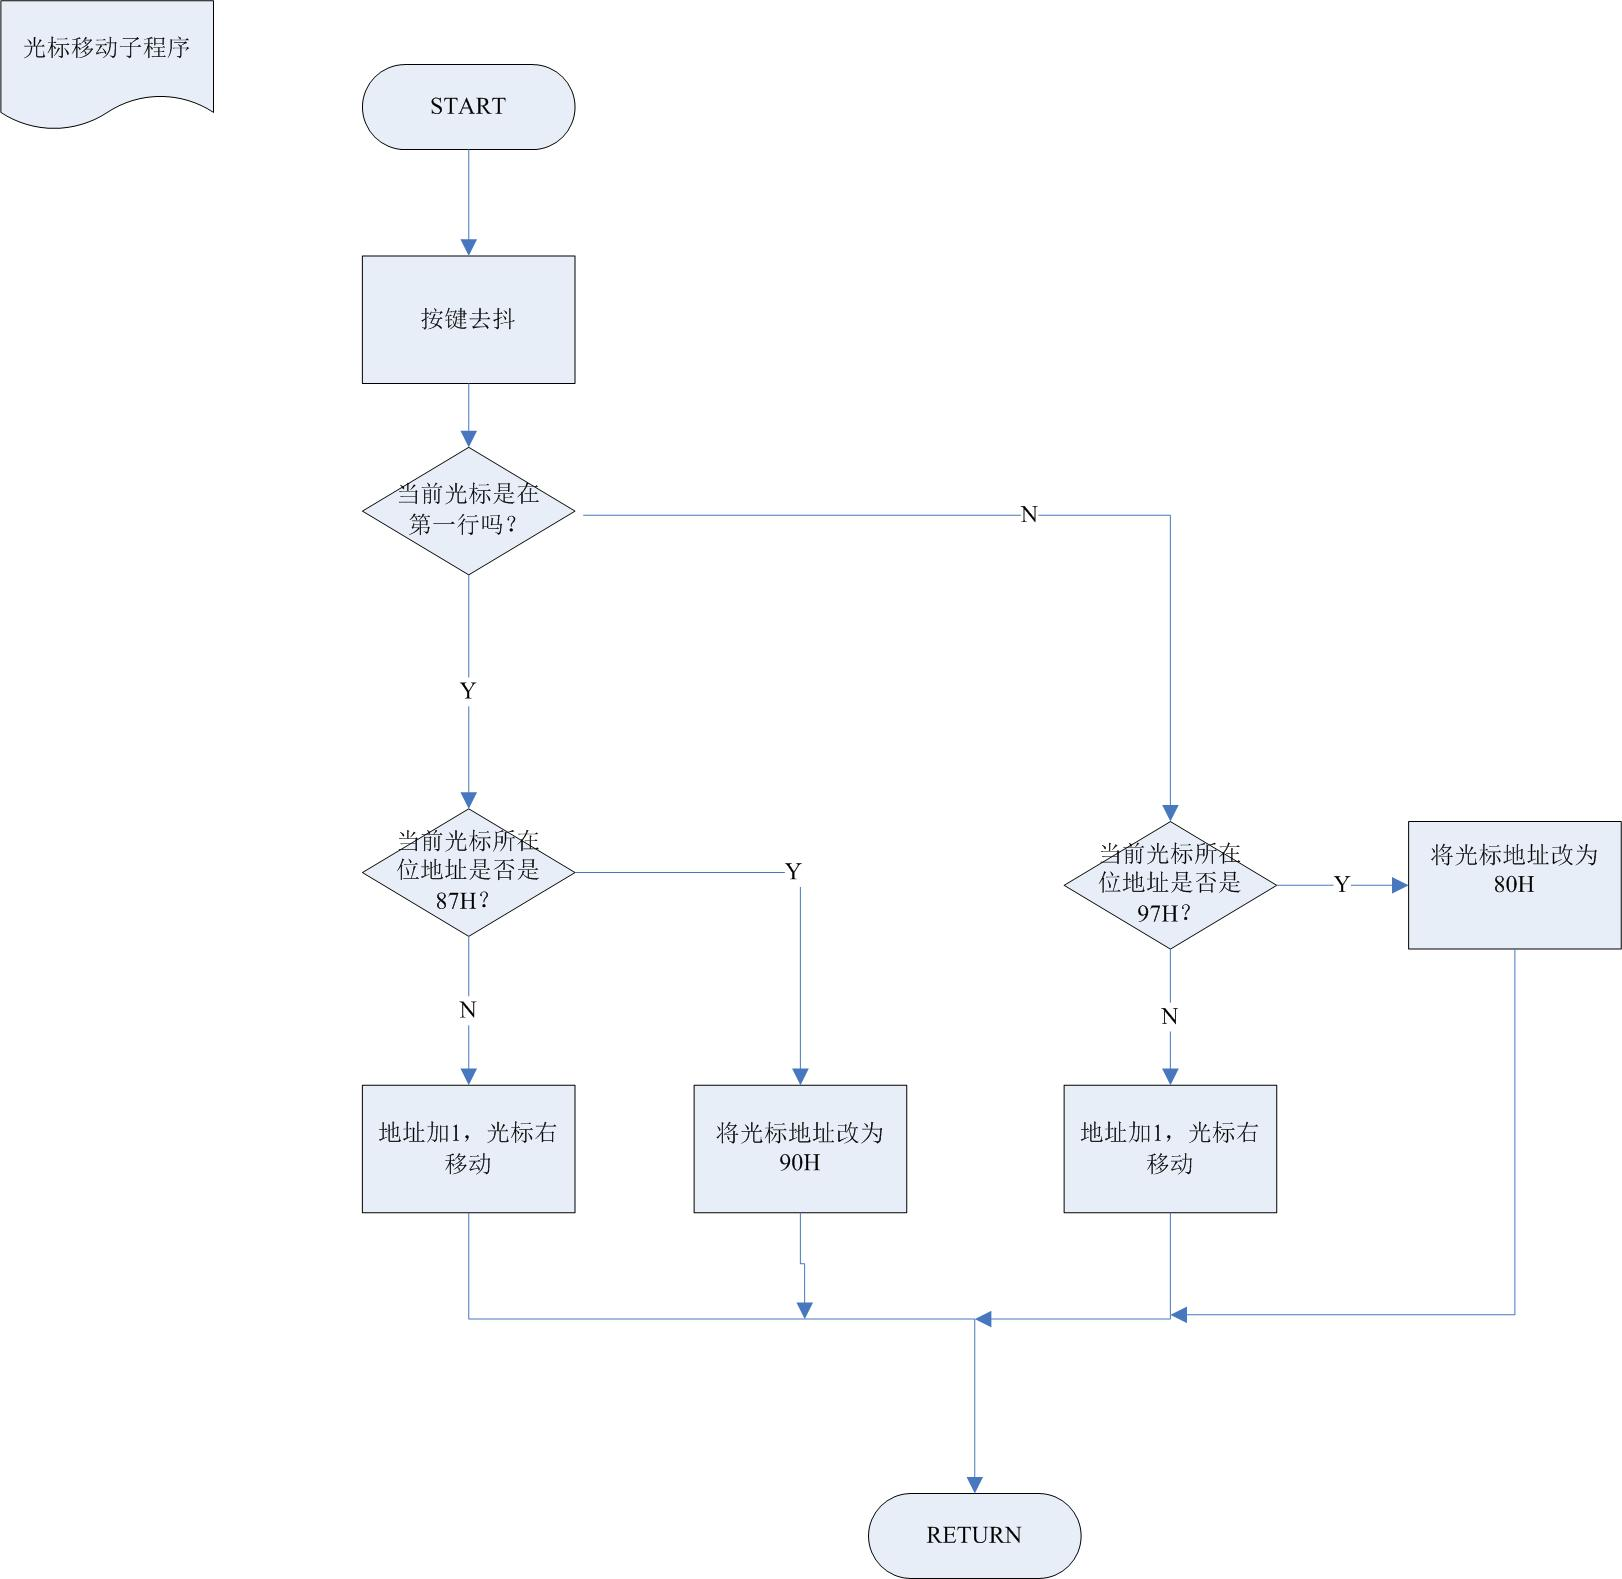 光标移动子程序
START
按键去抖
当前光标是在
第一行吗？
N
Y
当前光标所在
位地址是否是
87H？
Y
当前光标所在
位地址是否是
97H？
Y
将光标地址改为
80H
N
N
地址加1，光标右
移动
将光标地址改为
90H
地址加1，光标右
移动
RETURN